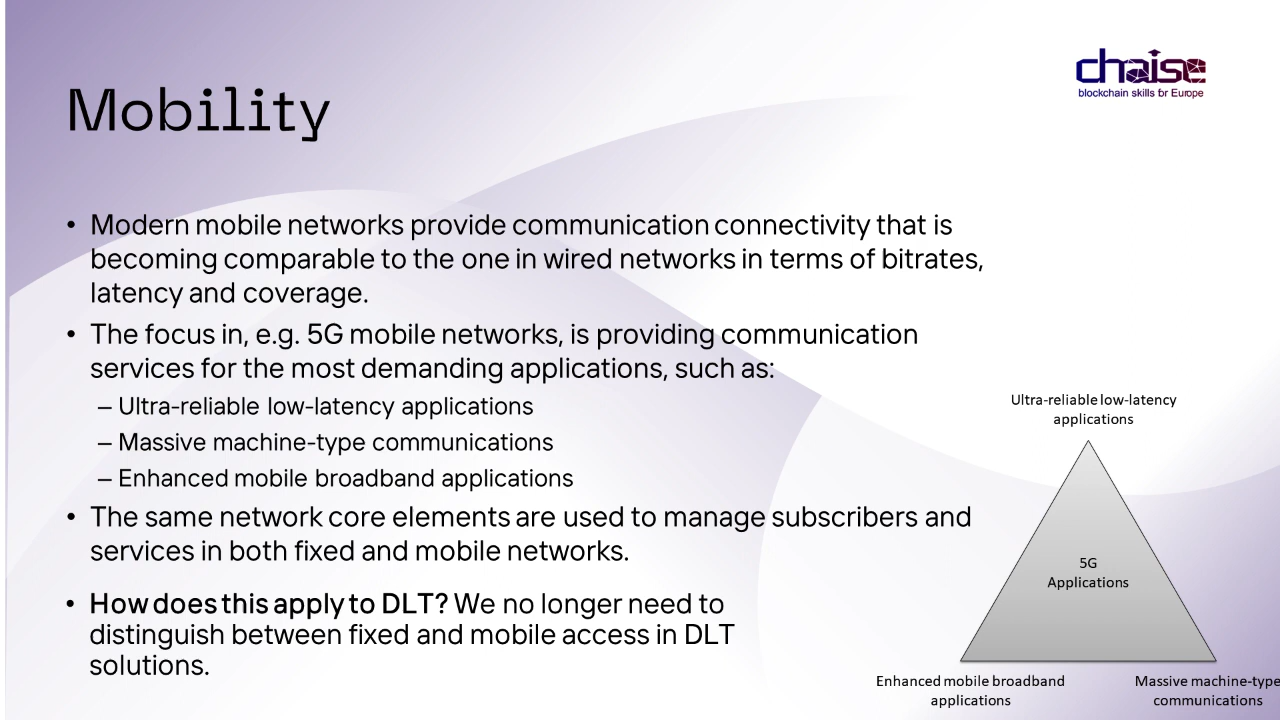 chaise
blockchain skills for Europe
Mobility
• Modern mobile networks provide communication connectivity that is
becoming comparable to the one in wired networks in terms of bitrates,
latency and coverage.
• The focus in, e.g. 5G mobile networks, is providing communication
services for the most demanding applications, such as:
– Ultra-reliable low-latency applications
– Massive machine-type communications
– Enhanced mobile broadband applications
• The same network core elements are used to manage subscribers and
services in both fixed and mobile networks.
• How does this apply to DLT? We no longer need to
distinguish between fixed and mobile access in DLT
solutions.
Ultra-reliable low-latency
applications
5G
Applications
Enhanced mobile broadband
applications
Massive machine-type
communications